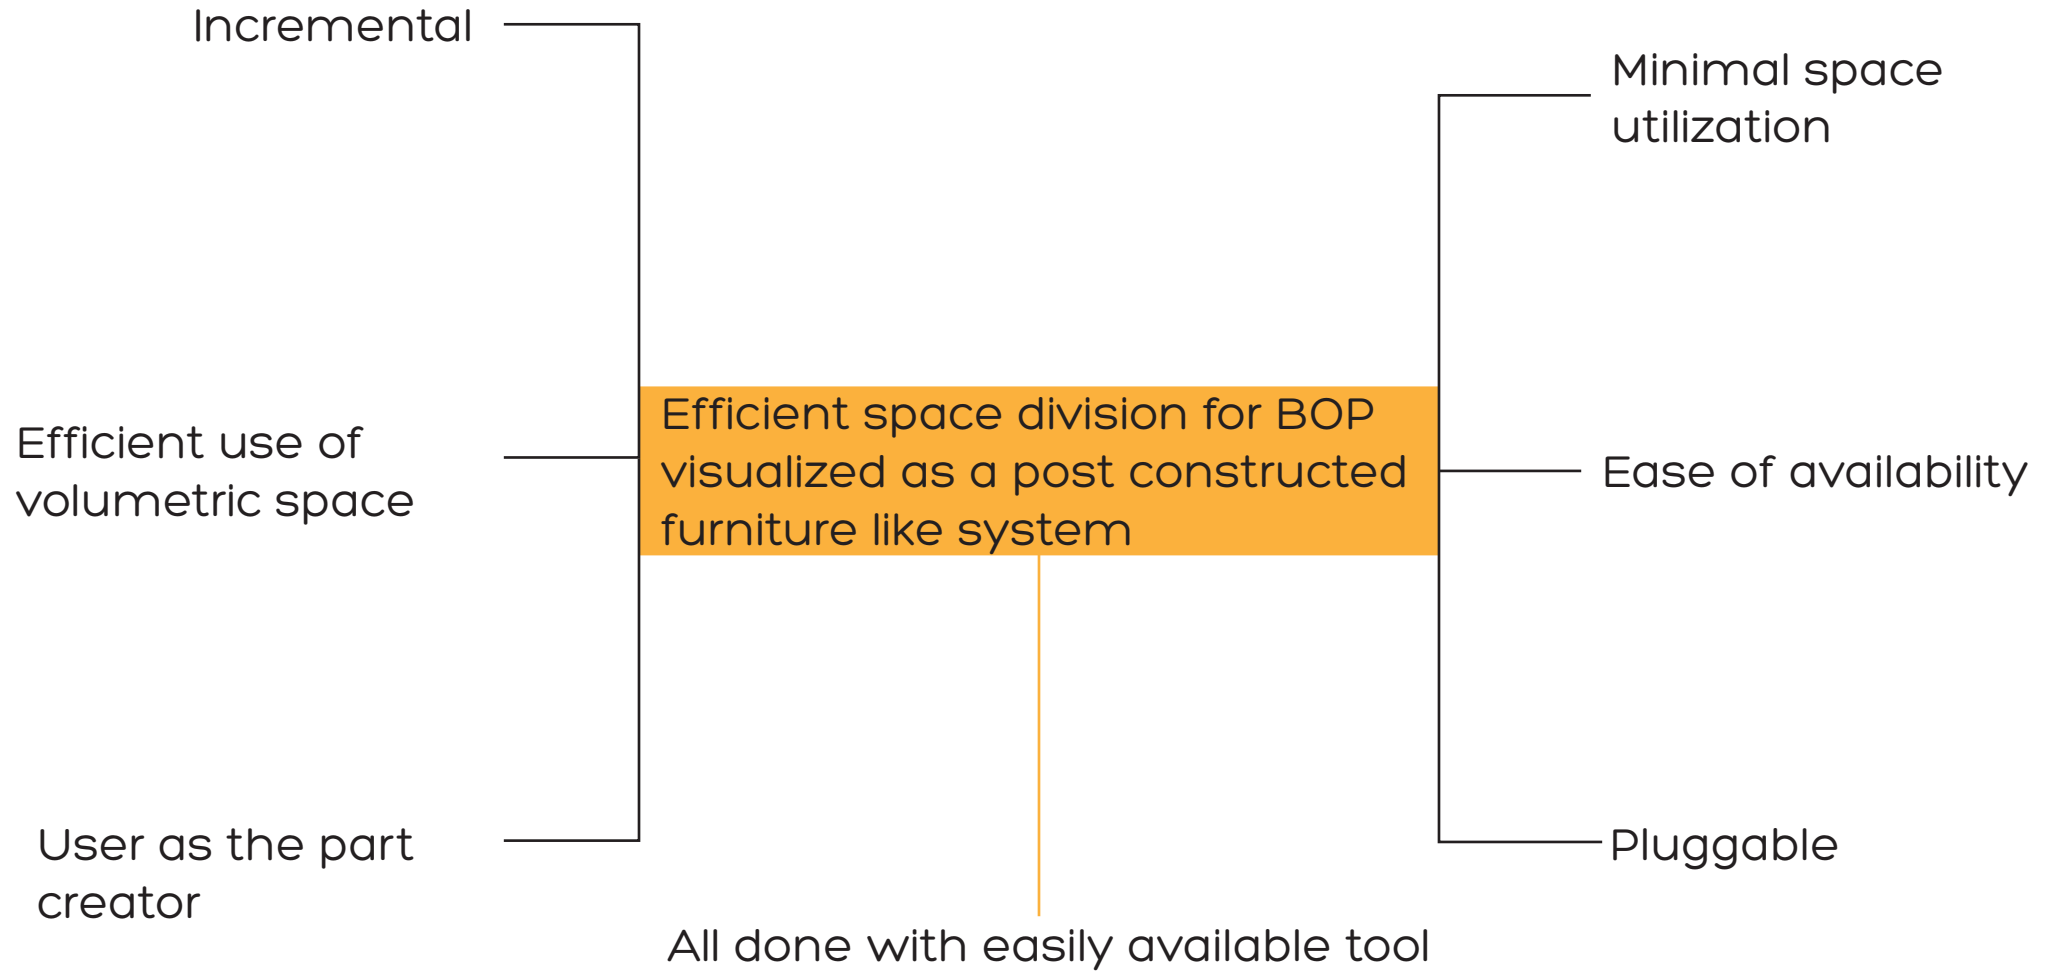 Incremental
Minimal space
utilization
Efficient use of
volumetric space
Efficient space division for BOP
visualized as a post constructed
furniture like system
Ease of availability
User as the part
creator
Pluggable
All done with easily available tool